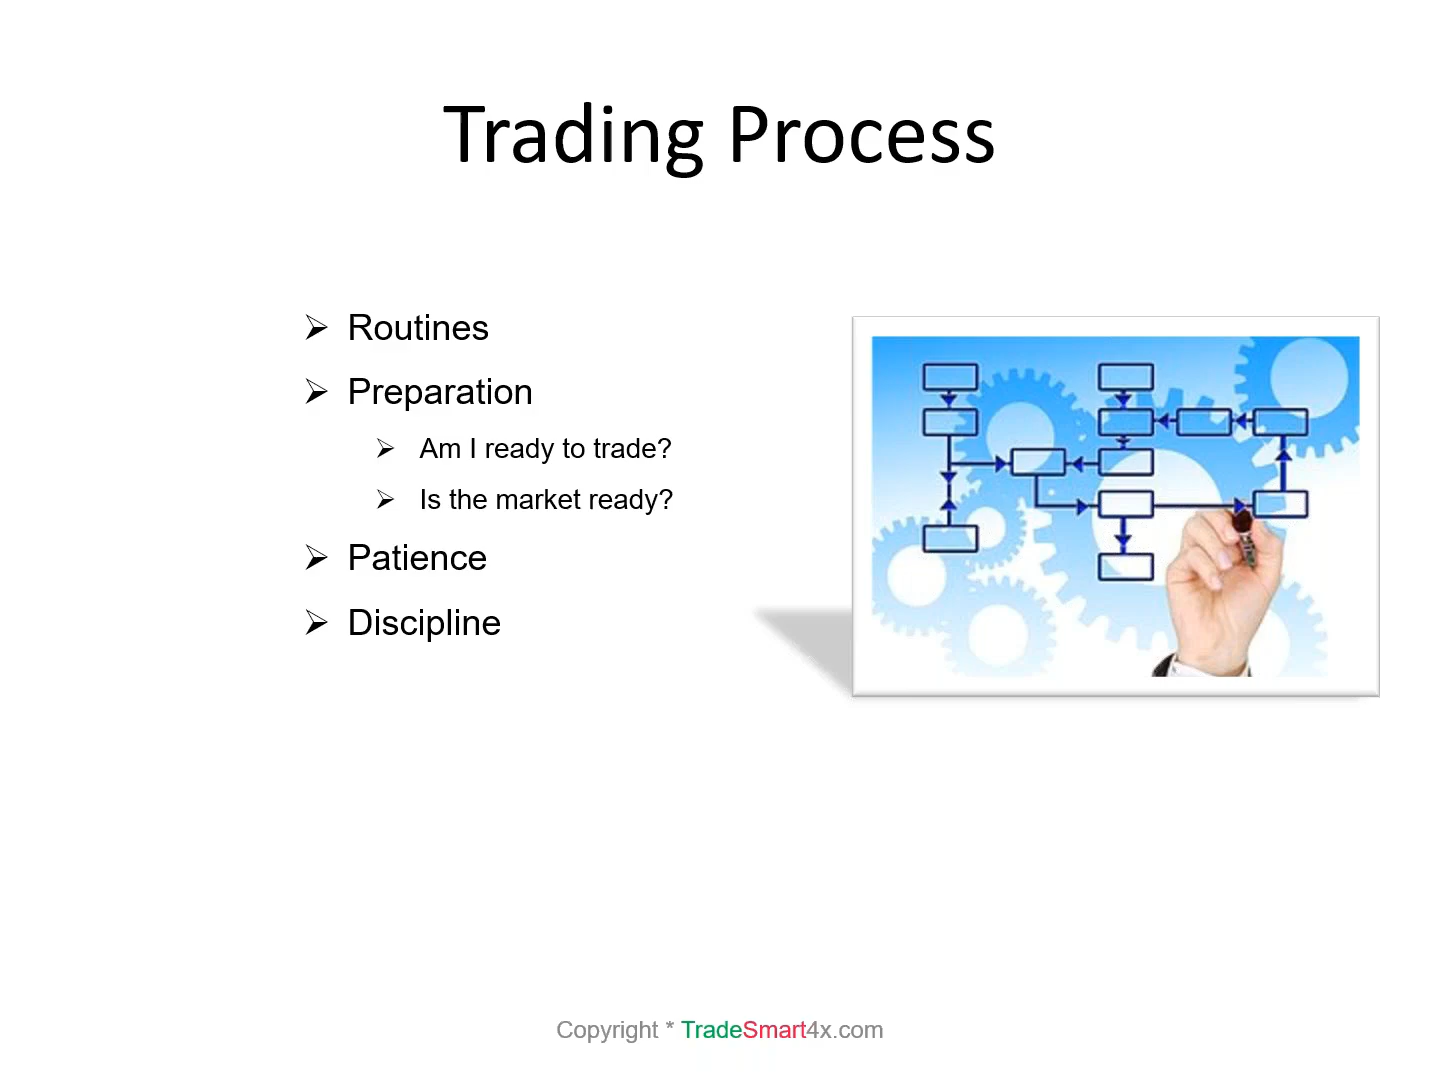 Trading Process
Routines
Preparation
Am I ready to trade?
Is the market ready?
Patience
Discipline
Copyright * TradeSmart4x.com